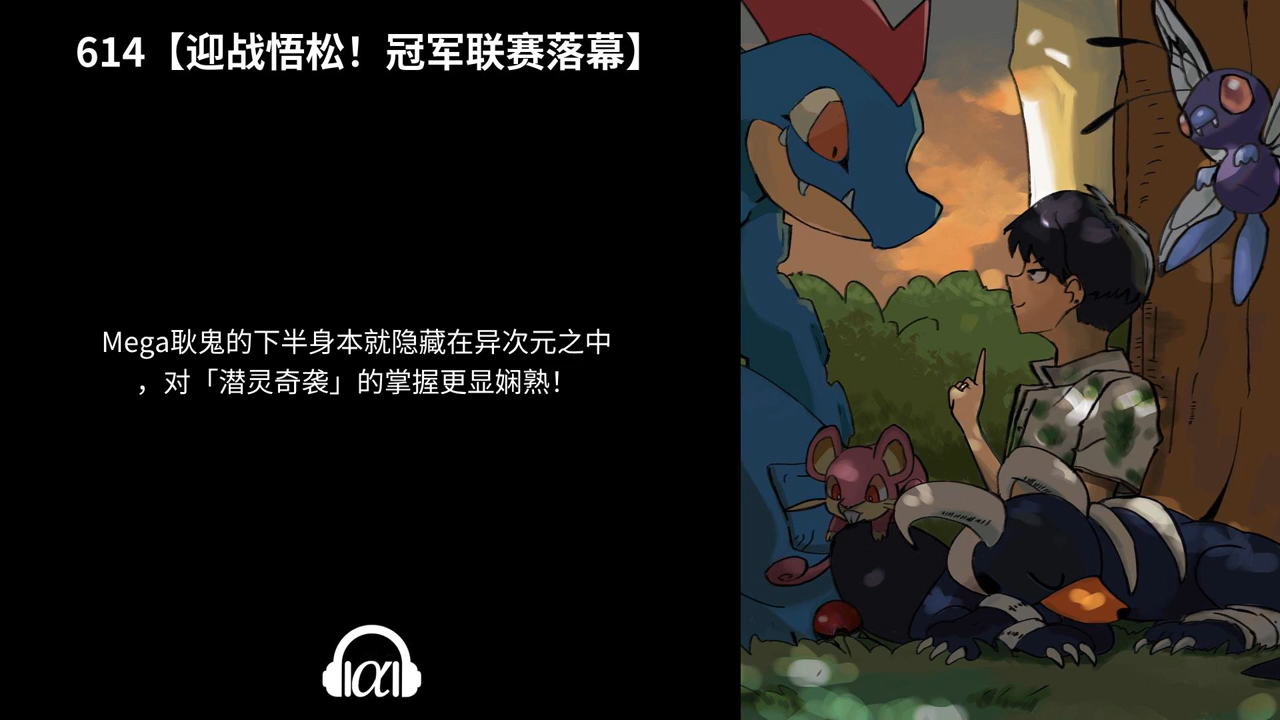 614【迎战悟松！冠军联赛落幕】
Mega耿鬼的下半身本就隐藏在异次元之中
，对「潜灵奇袭」的掌握更显娴熟！
α